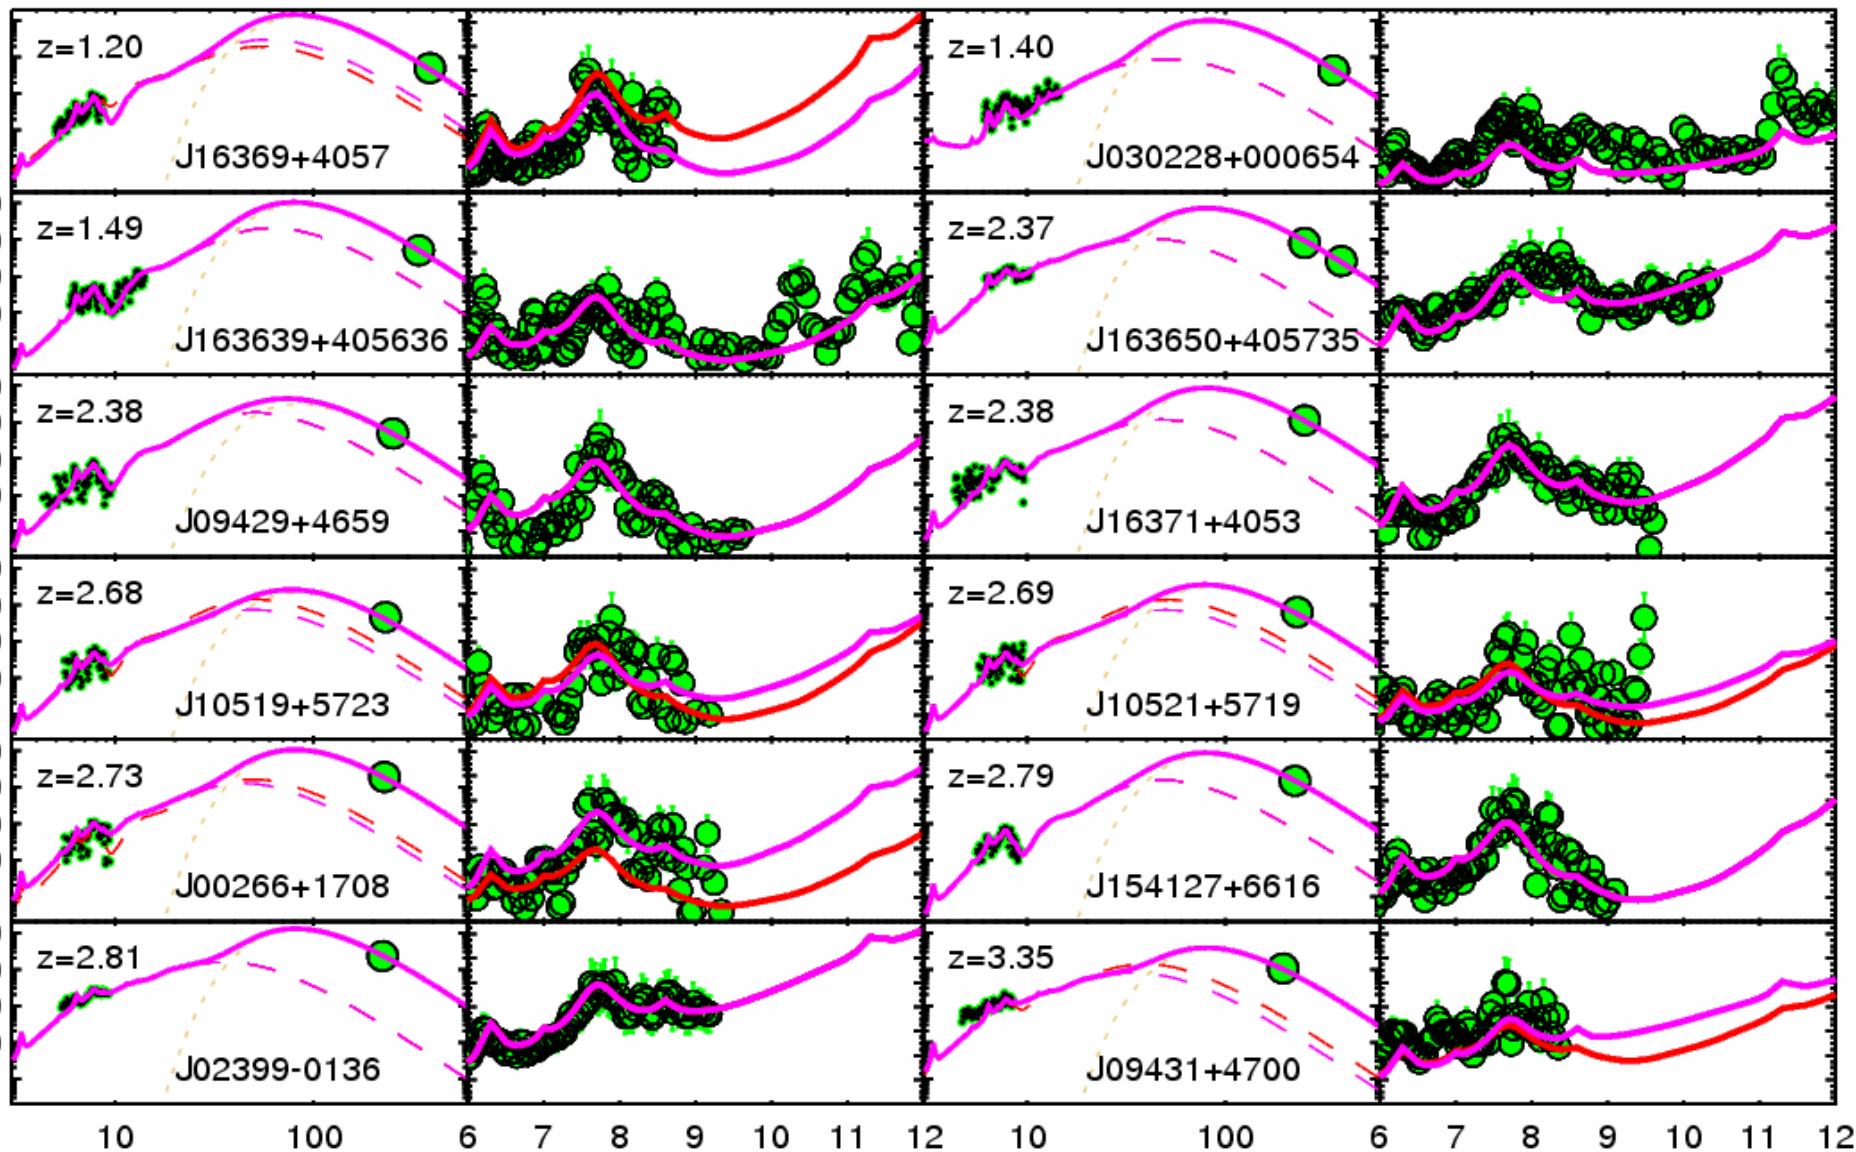 z=1.20
J16369+4057
z=1.40
J030228+000654
z=1.49
J163639+405636
z=2.37
J163650+405735
z=2.38
J09429+4659
z=2.38
J16371+4053
z=2.68
J10519+5723
z=2.69
J10521+5719
z=2.73
J00266+1708
z=2.79
J154127+6616
z=2.81
J02399-0136
z=3.35
J09431+4700
10 100 6 7 8 9 10 11 12 10 100 6 7 8 9 10 11 12